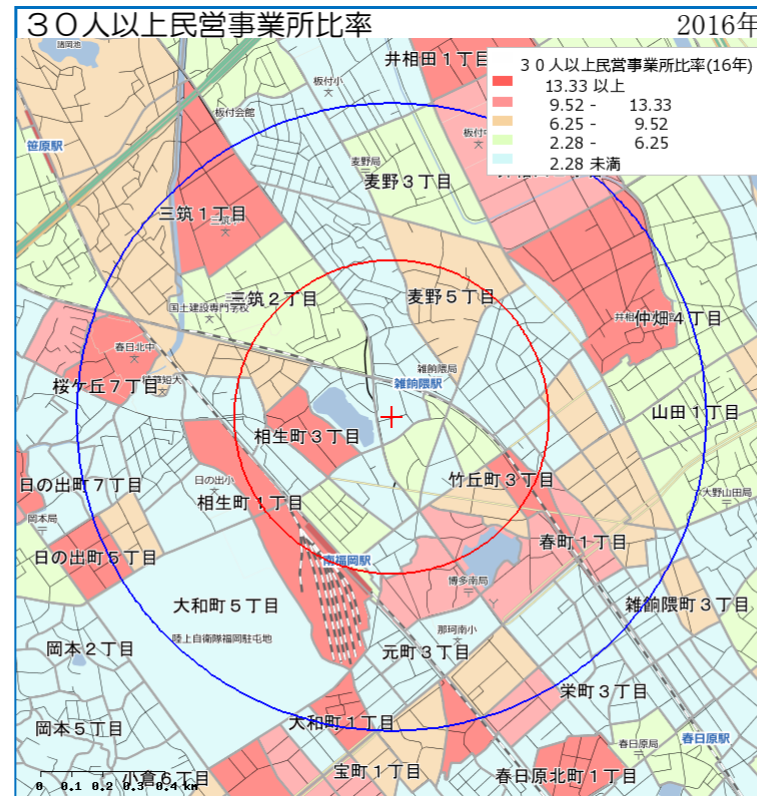 ３０人以上民営事業所比率
2016年
諸岡池
板付小
井相田１丁目
３０人以上民営事業所比率(16年)
13.33 以上
9.52 - 13.33
6.25 - 9.52
2.28 - 6.25
2.28 未満
板付会館
板付中
笹原駅
麦野局
麦野３丁目
三筑１丁目
三筑２丁目
麦野５丁目
国土建設専門学校
仲畑４丁目
春日北中
雑餉隈局
桜ケ丘７丁目
雑餉隈駅
山田１丁目
相生町３丁目
日の出小
竹丘町３丁目
日の出町７丁目
相生町１丁目
大野山田局
岡本局
春町１丁目
日の出町５丁目
南福岡駅
博多南局
大和町５丁目
雑餉隈町３丁目
那珂南小
陸上自衛隊福岡駐屯地
岡本２丁目
元町３丁目
栄町３丁目
岡本５丁目
大和町１丁目
春日原駅
春日原局
小倉６丁目
宝町１丁目
春日原北町１丁目
0 0.1 0.2 0.3 0.4 km